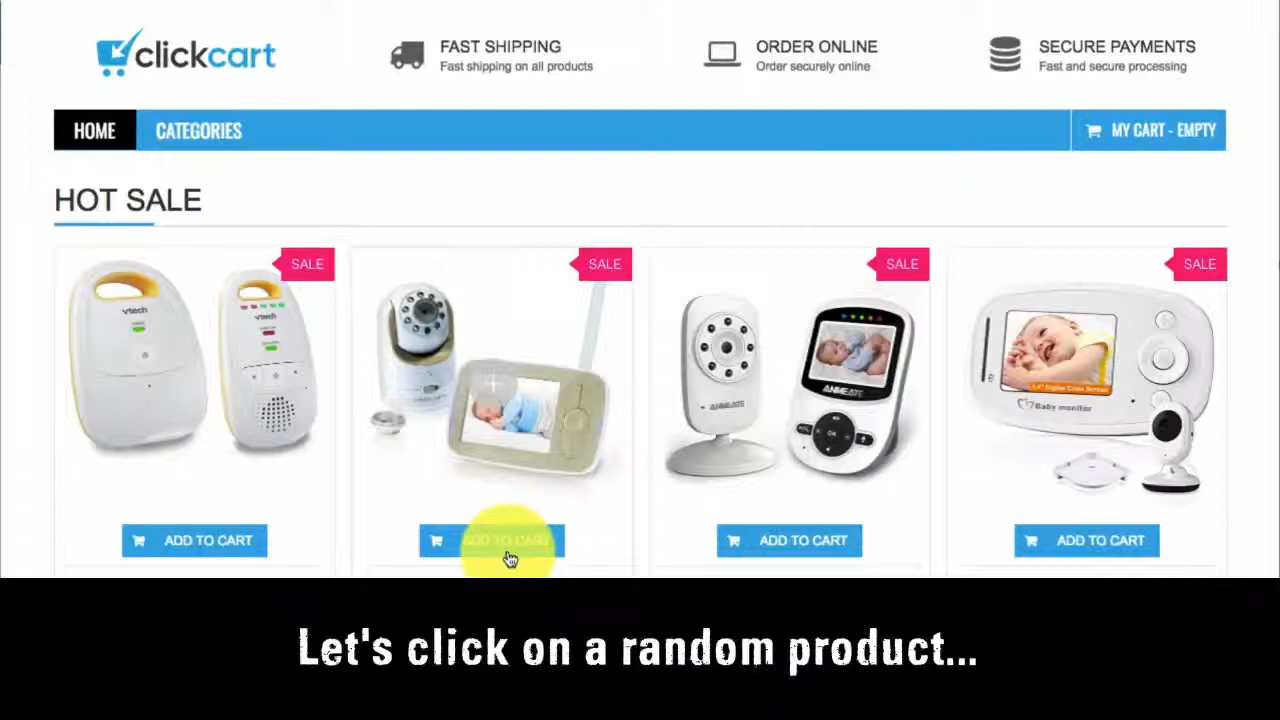 clickcart
FAST SHIPPING
Fast shipping on all products
ORDER ONLINE
Order securely online
SECURE PAYMENTS
Fast and secure processing
HOME
CATEGORIES
MY CART - EMPTY
HOT SALE
SALE
SALE
SALE
SALE
vtech
vtech
ANMEATE
ANMEATE
OK
Baby monitor
ADD TO CART
ADD TO CART
ADD TO CART
ADD TO CART
Let's click on a random product...